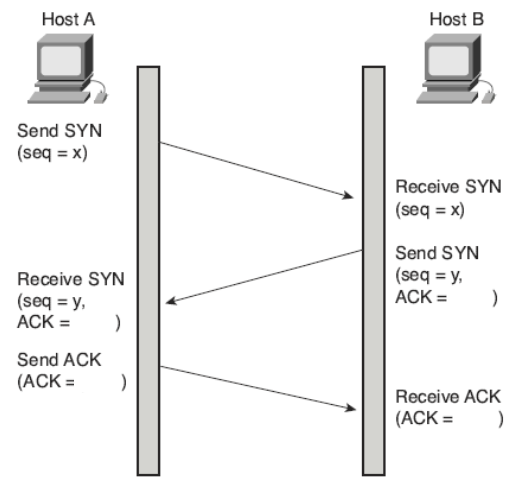 Host A
Host B
Send SYN
(seq = x)
Receive SYN
(seq = x)
Send SYN
(seq = y,
ACK = )
Receive SYN
(seq = y,
ACK = )
Send ACK
(ACK = )
Receive ACK
(ACK = )